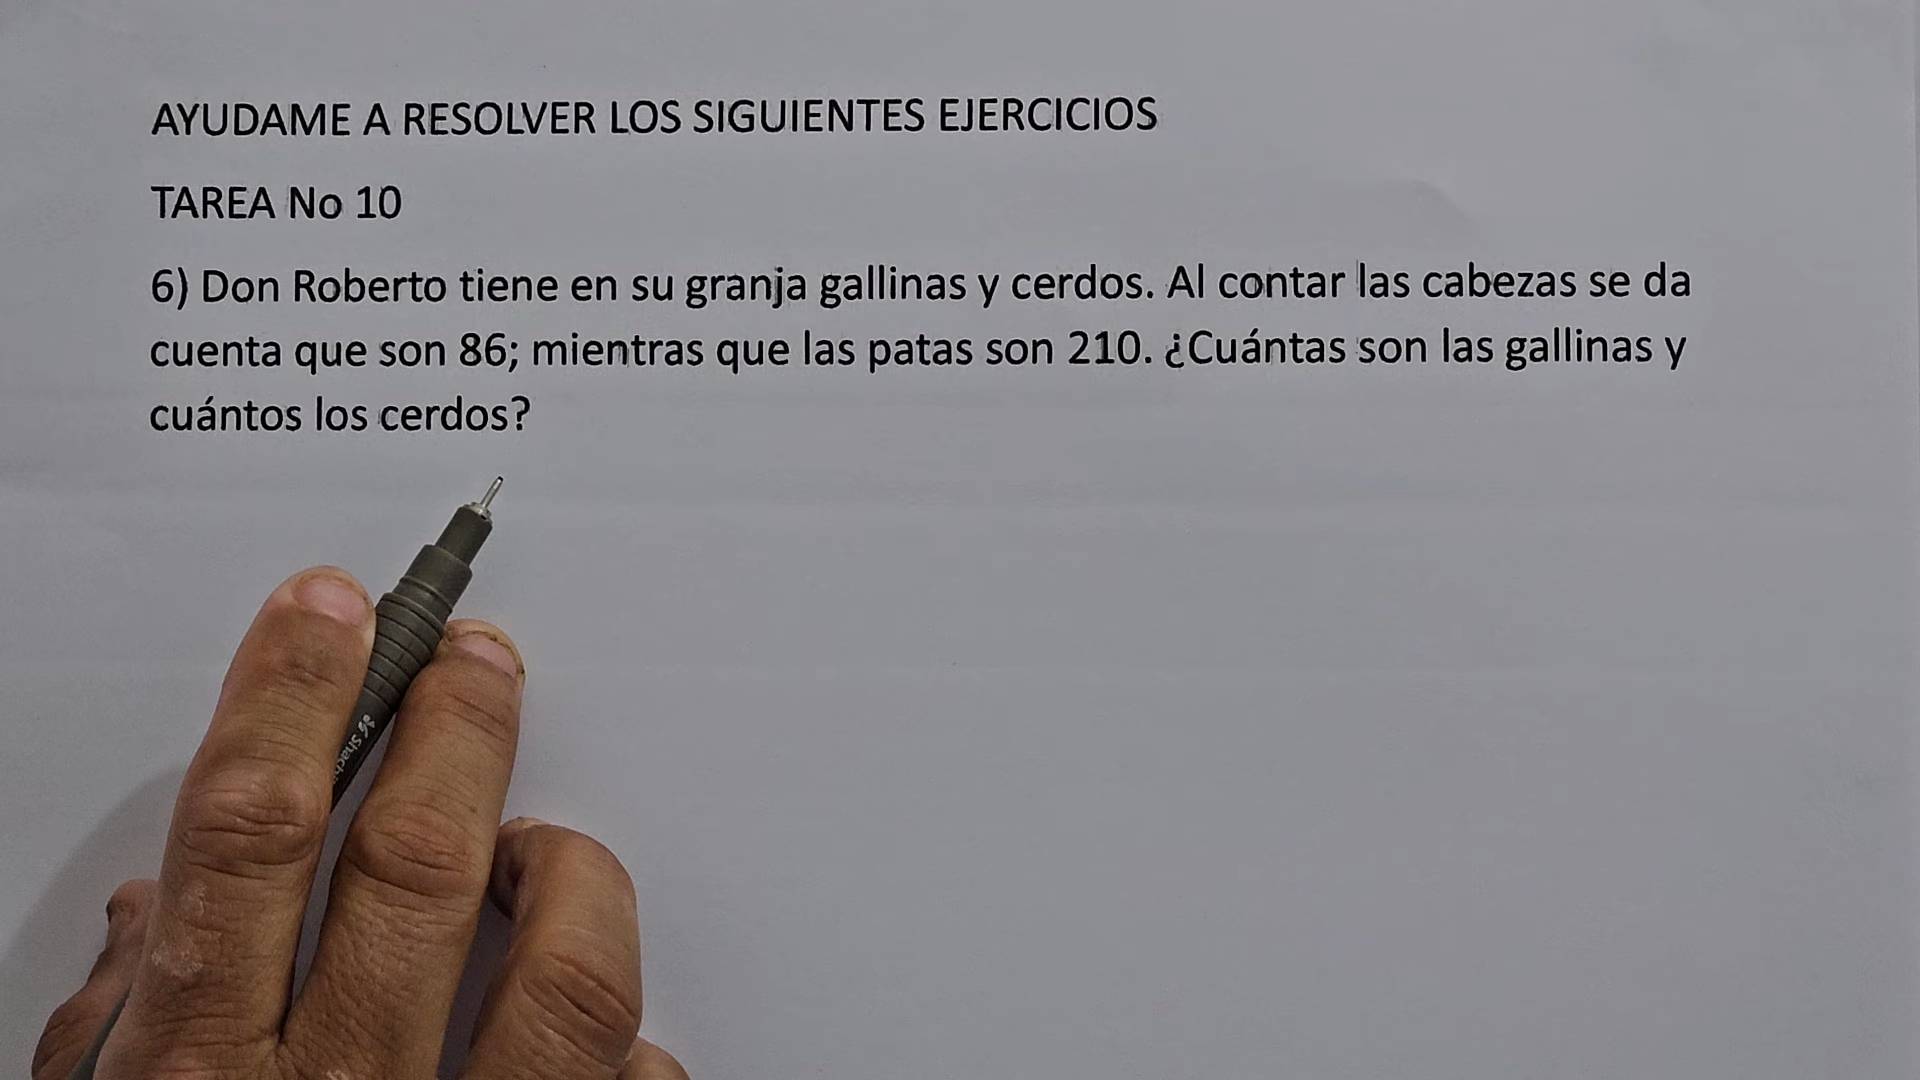 AYUDAME A RESOLVER LOS SIGUIENTES EJERCICIOS
TAREA No 10
6) Don Roberto tiene en su granja gallinas y cerdos. Al contar las cabezas se da
cuenta que son 86; mientras que las patas son 210. ¿Cuántas son las gallinas y
cuántos los cerdos?